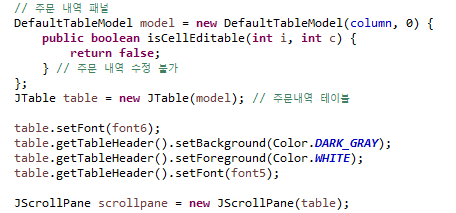 // 주문 내역 패널
DefaultTableModel model = new DefaultTableModel(column, 0) {
    public boolean isCellEditable(int i, int c) {
        return false;
    } // 주문 내역 수정 불가
};
JTable table = new JTable(model); // 주문내역 테이블

table.setFont(font6);
table.getTableHeader().setBackground(Color.DARK_GRAY);
table.getTableHeader().setForeground(Color.WHITE);
table.getTableHeader().setFont(font5);

JScrollPane scrollpane = new JScrollPane(table);